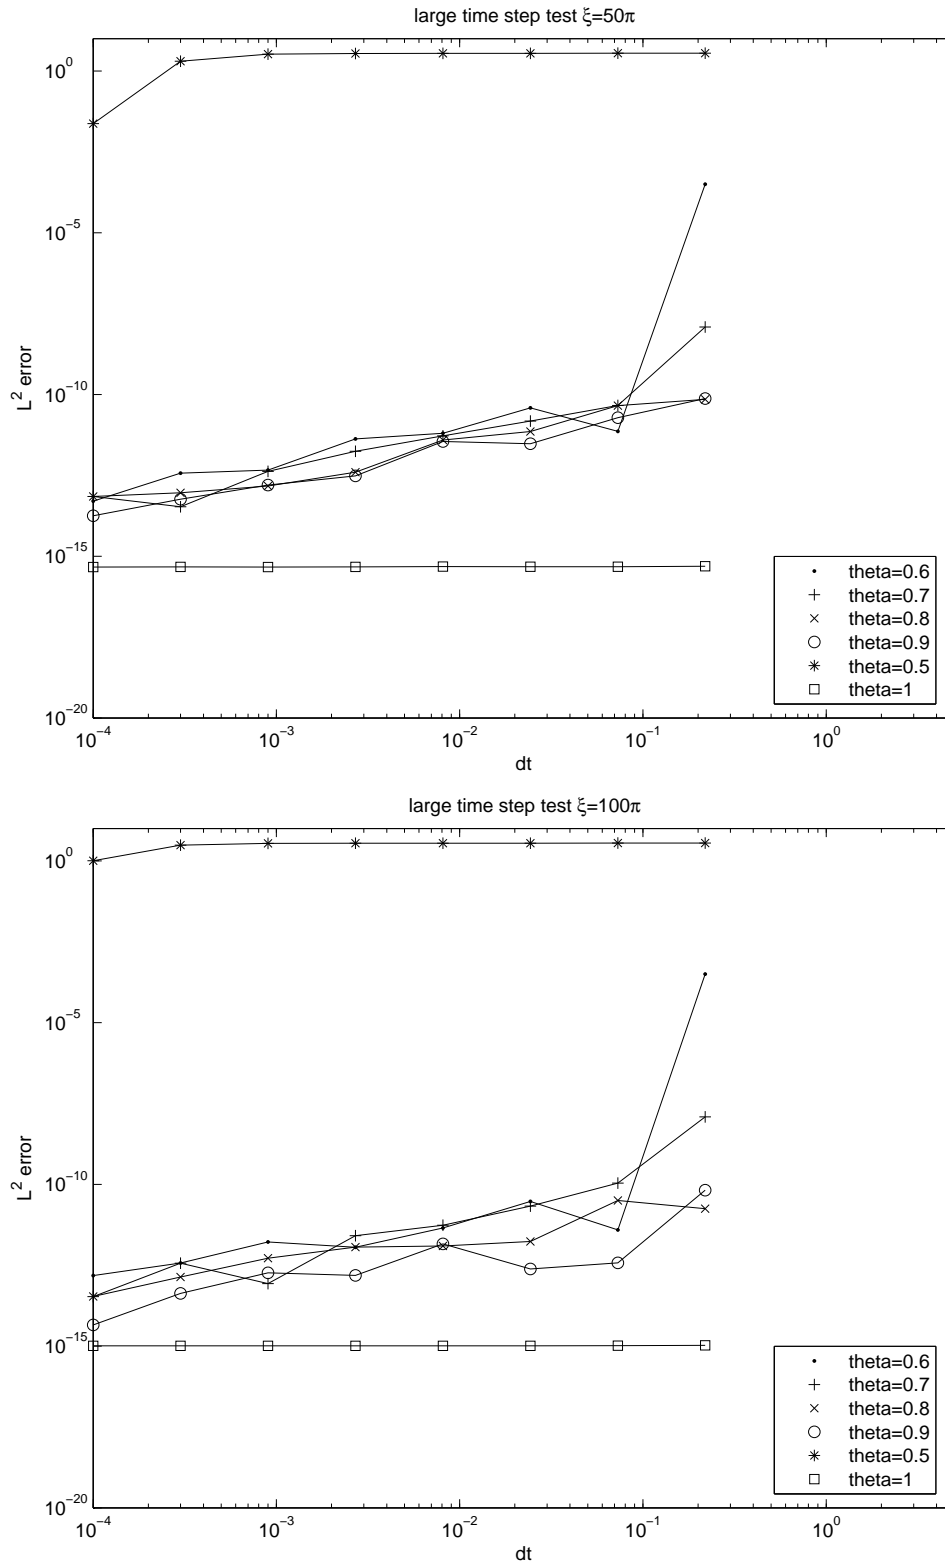 large time step test ξ=50π
10^0
10^-5
10^-10
10^-15
10^-20
L^2 error
10^-4
10^-3
10^-2
10^-1
10^0
dt
theta=0.6
theta=0.7
theta=0.8
theta=0.9
theta=0.5
theta=1
large time step test ξ=100π
10^0
10^-5
10^-10
10^-15
10^-20
L^2 error
10^-4
10^-3
10^-2
10^-1
10^0
dt
theta=0.6
theta=0.7
theta=0.8
theta=0.9
theta=0.5
theta=1